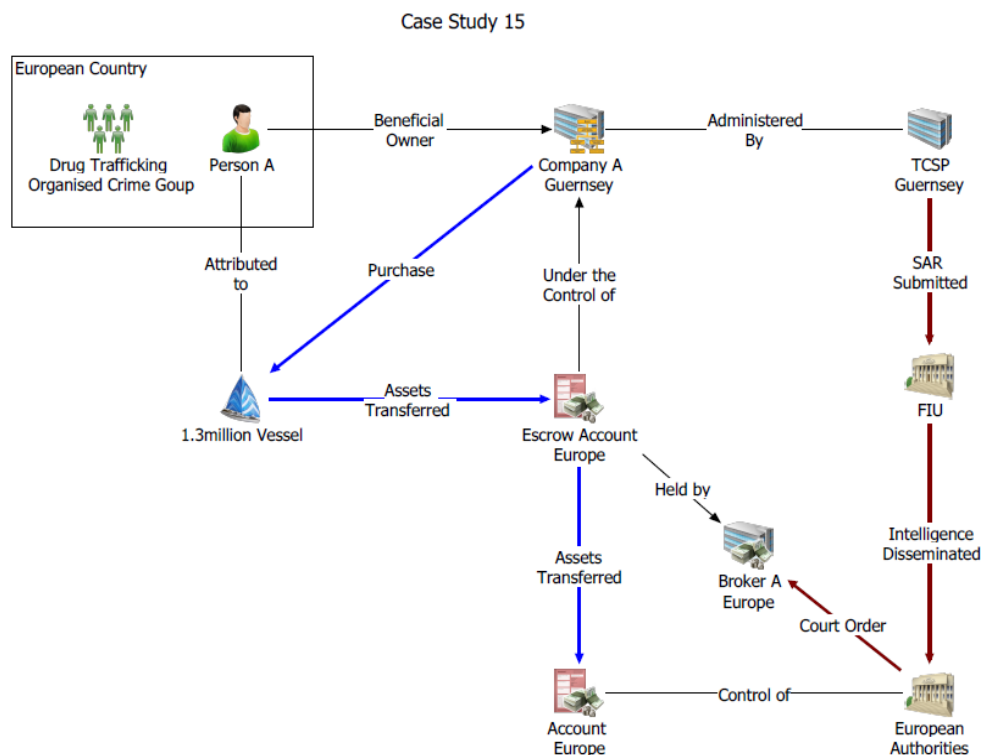 Case Study 15
European Country
Drug Trafficking
Organised Crime Goup
Person A
Beneficial
Owner
Company A
Guernsey
Administered
By
TCSP
Guernsey
Attributed
to
Purchase
Under the
Control of
SAR
Submitted
1.3million Vessel
Assets
Transferred
Escrow Account
Europe
FIU
Held by
Assets
Transferred
Broker A
Europe
Intelligence
Disseminated
Court Order
Account
Europe
Control of
European
Authorities